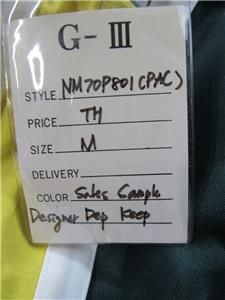 G-III
STYLE NM70P801(PAC)
PRICE TH
SIZE M
DELIVERY
COLOR Sales Sample
Designer Dep Keep